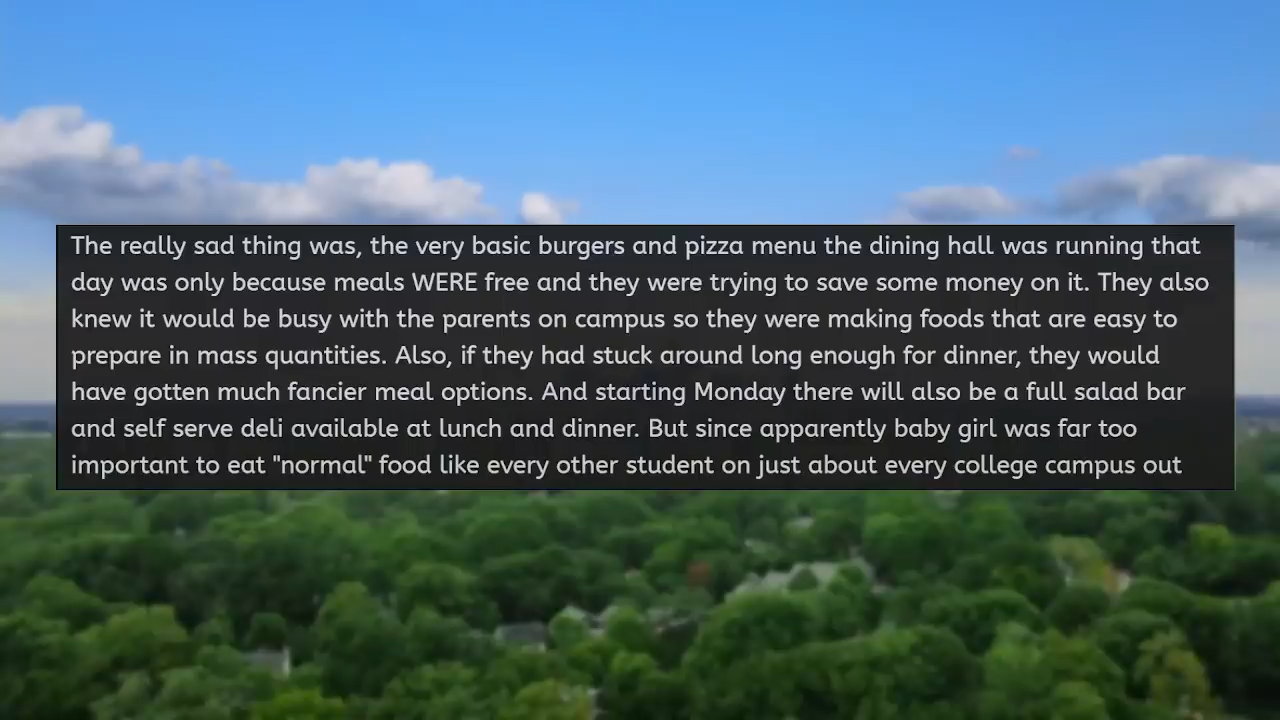 The really sad thing was, the very basic burgers and pizza menu the dining hall was running that
day was only because meals WERE free and they were trying to save some money on it. They also
knew it would be busy with the parents on campus so they were making foods that are easy to
prepare in mass quantities. Also, if they had stuck around long enough for dinner, they would
have gotten much fancier meal options. And starting Monday there will also be a full salad bar
and self serve deli available at lunch and dinner. But since apparently baby girl was far too
important to eat "normal" food like every other student on just about every college campus out